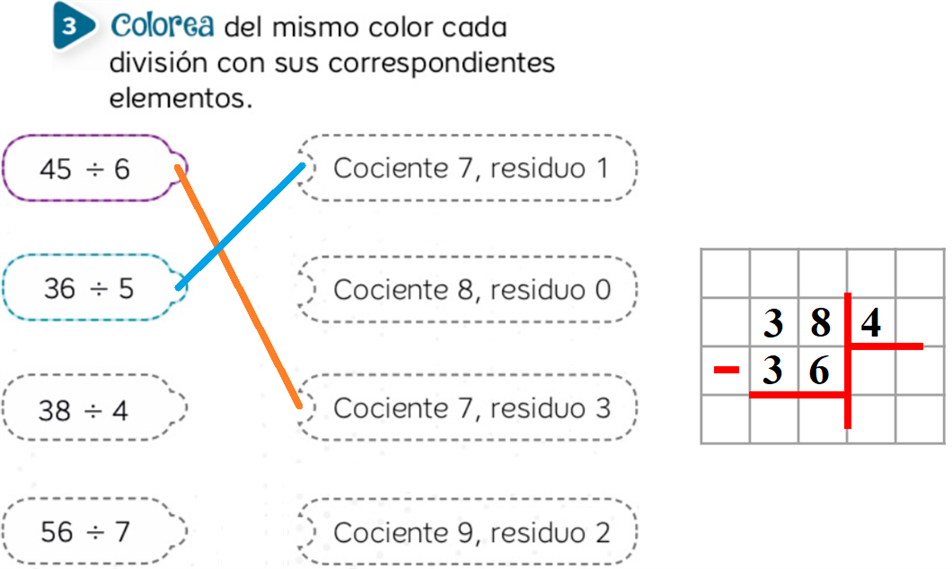 3 Colorea del mismo color cada
división con sus correspondientes
elementos.
45 ÷ 6
Cociente 7, residuo 1
36 ÷ 5
Cociente 8, residuo 0
38 ÷ 4
Cociente 7, residuo 3
56 ÷ 7
Cociente 9, residuo 2
3 8 4
− 3 6